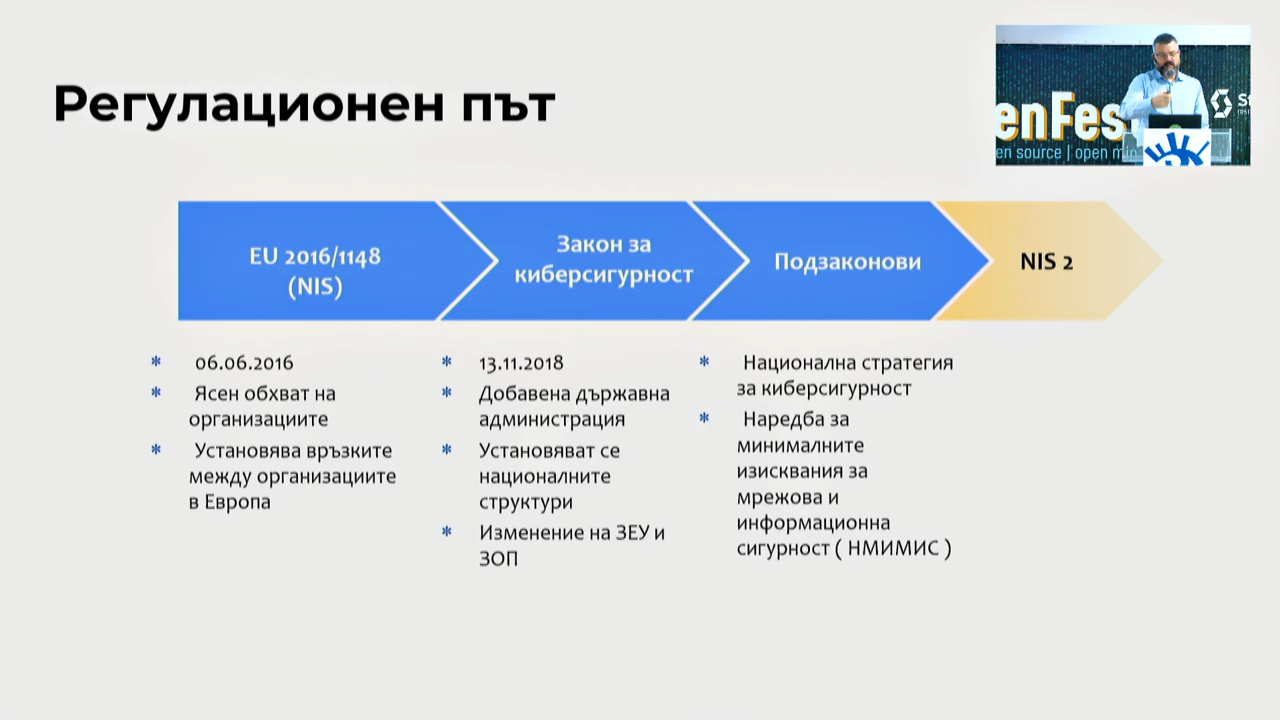 Регулационен път
enFes
en source | open
St
EU 2016/1148
(NIS)
Закон за
киберсигурност
Подзаконови
NIS 2
* 06.06.2016
* Ясен обхват на
организациите
* Установява връзките
между организациите
в Европа
* 13.11.2018
* Добавена държавна
администрация
* Установяват се
националните
структури
* Изменение на ЗЕУ и
ЗОП
* Национална стратегия
за киберсигурност
* Наредба за
минималните
изисквания за
мрежова и
информационна
сигурност ( НМИМИС )